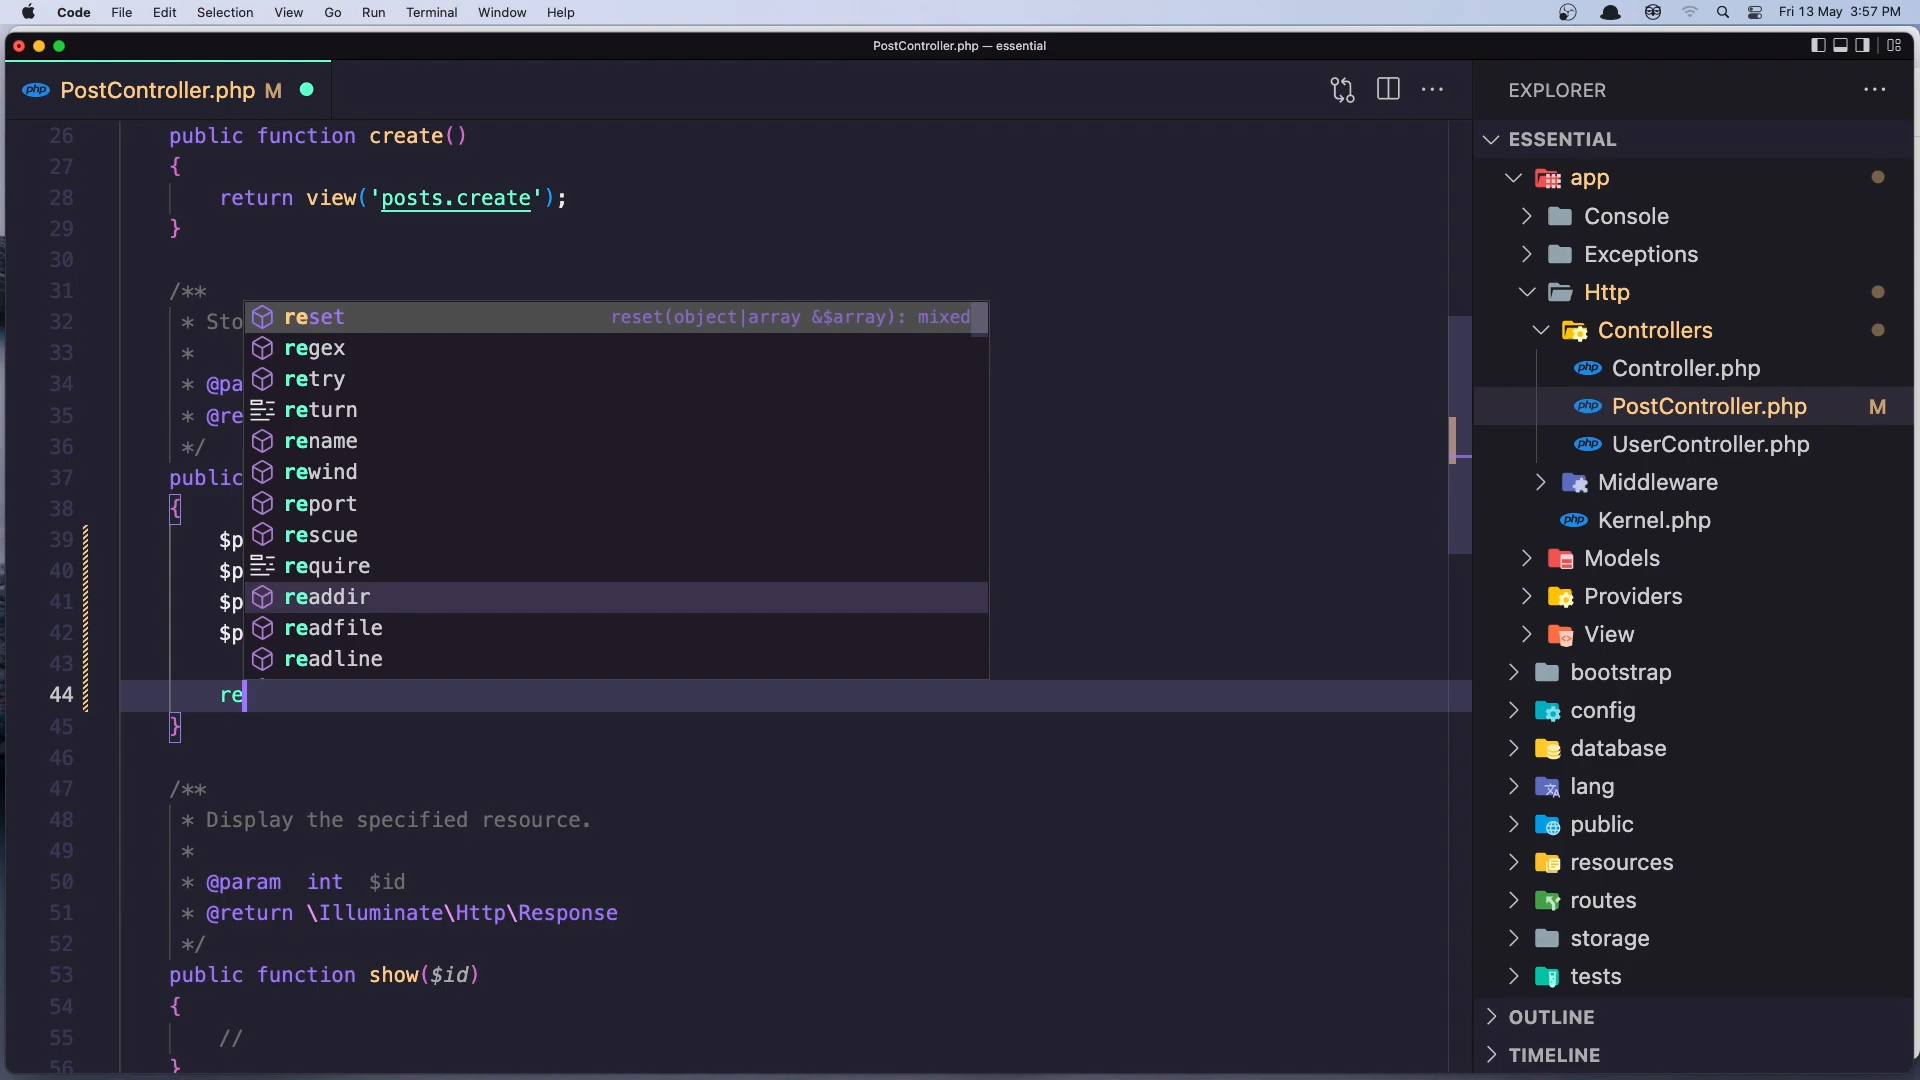 Code File Edit Selection View Go Run Terminal Window Help Fri 13 May 3:57 PM
PostController.php — essential
php PostController.php M
26 public function create()
27 {
28 return view('posts.create');
29 }
30
31 /**
32 * Sto
33 *
34 * @pa
35 * @re
36 */
37 public
38 {
39 $p
40 $p
41 $p
42 $p
43
44 re
45 }
46
47 /**
48 * Display the specified resource.
49 *
50 * @param int $id
51 * @return \Illuminate\Http\Response
52 */
53 public function show($id)
54 {
55 //
56 }
reset reset(object|array &$array): mixed
regex
retry
return
rename
rewind
report
rescue
require
readdir
readfile
readline
EXPLORER
ESSENTIAL
app
Console
Exceptions
Http
Controllers
php Controller.php
php PostController.php M
php UserController.php
Middleware
php Kernel.php
Models
Providers
View
bootstrap
config
database
lang
public
resources
routes
storage
tests
OUTLINE
TIMELINE